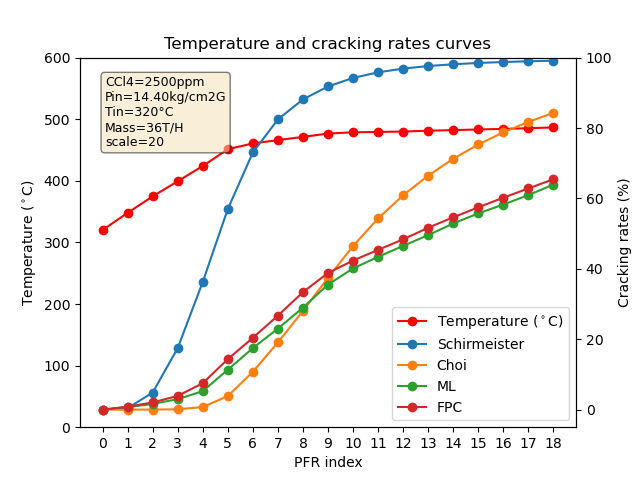 Temperature and cracking rates curves
CCl4=2500ppm
Pin=14.40kg/cm2G
Tin=320°C
Mass=36T/H
scale=20
600
500
400
300
200
100
0
Temperature (°C)
100
80
60
40
20
0
Cracking rates (%)
Temperature (°C)
Schirmeister
Choi
ML
FPC
0 1 2 3 4 5 6 7 8 9 10 11 12 13 14 15 16 17 18
PFR index